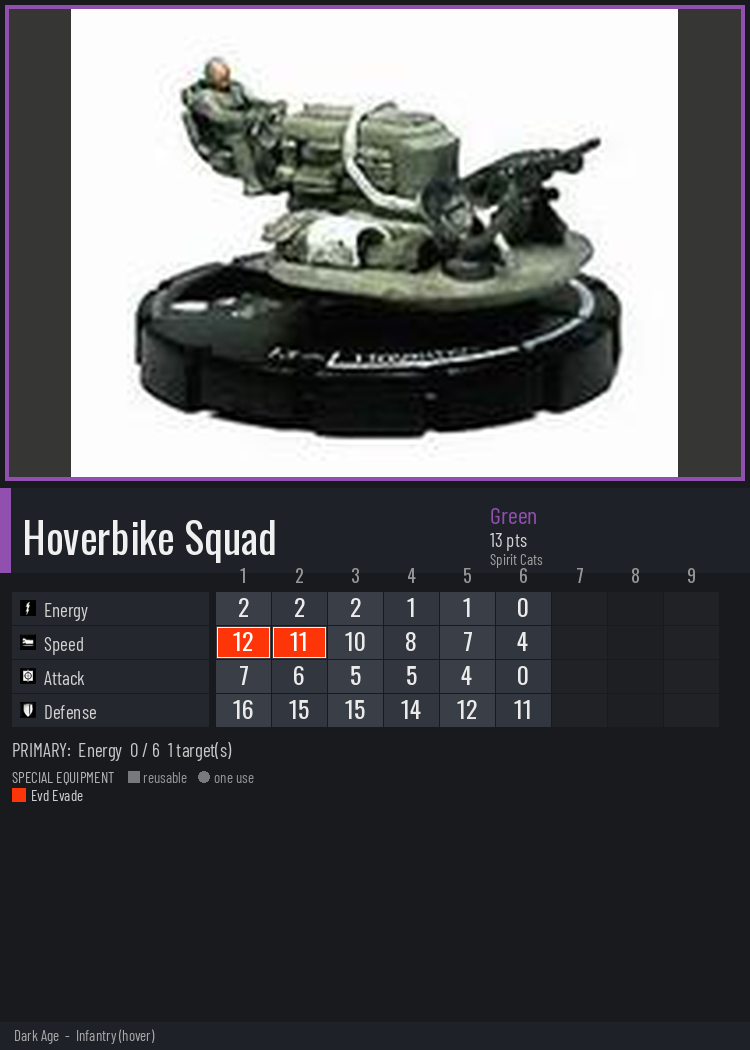 Hoverbike Squad
Green
13 pts
Spirit Cats
1 2 3 4 5 6 7 8 9
Energy 2 2 2 1 1 0
Speed 12 11 10 8 7 4
Attack 7 6 5 5 4 0
Defense 16 15 15 14 12 11
PRIMARY: Energy 0 / 6 1 target(s)
SPECIAL EQUIPMENT reusable one use
Evd Evade
Dark Age - Infantry (hover)